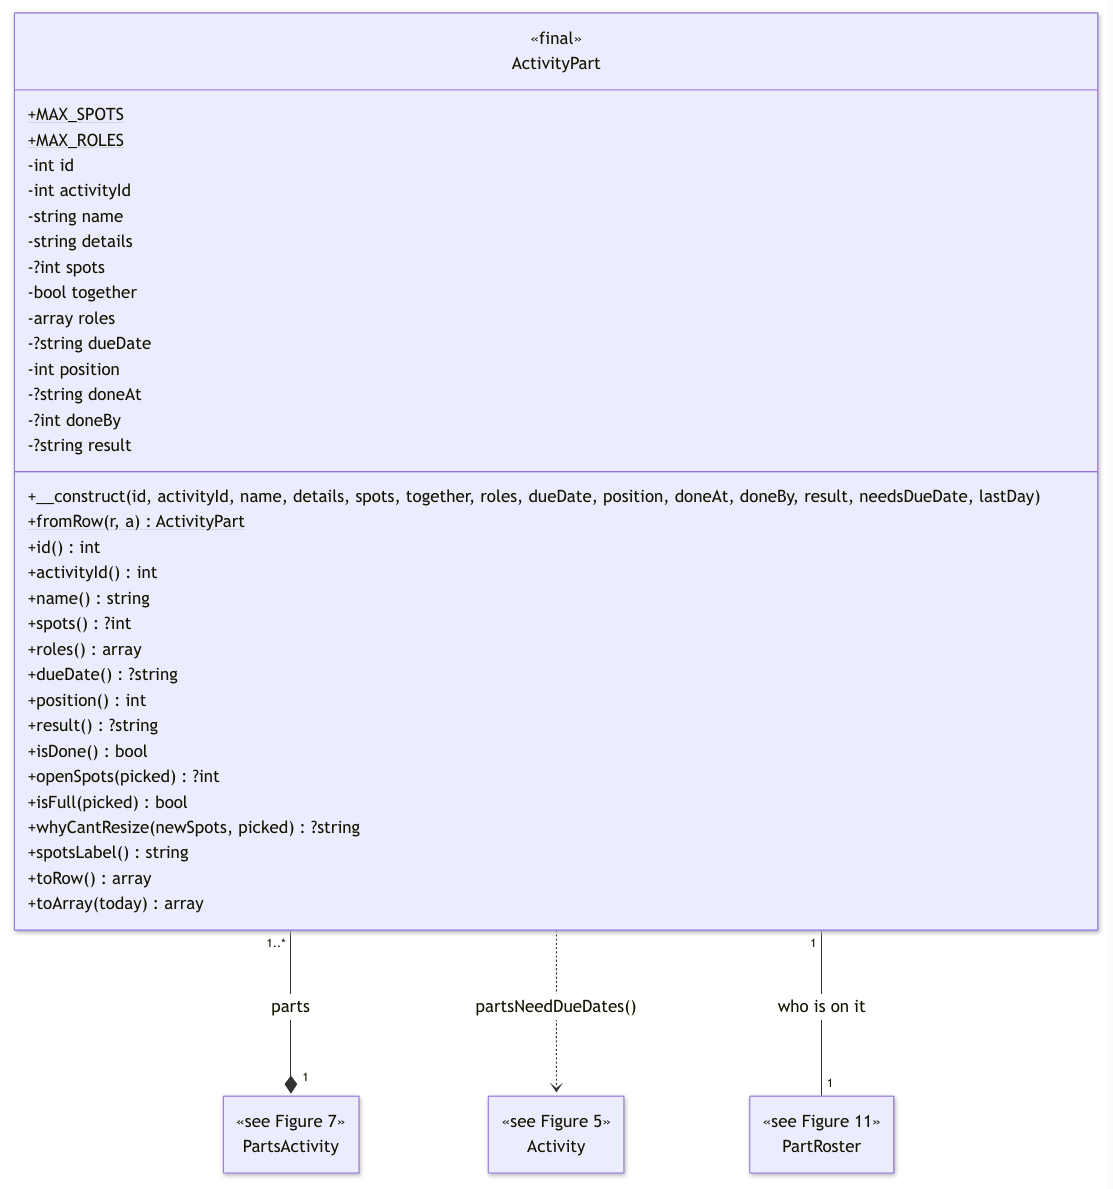 «final»
ActivityPart
+MAX_SPOTS
+MAX_ROLES
-int id
-int activityId
-string name
-string details
-?int spots
-bool together
-array roles
-?string dueDate
-int position
-?string doneAt
-?int doneBy
-?string result
+__construct(id, activityId, name, details, spots, together, roles, dueDate, position, doneAt, doneBy, result, needsDueDate, lastDay)
+fromRow(r, a) : ActivityPart
+id() : int
+activityId() : int
+name() : string
+spots() : ?int
+roles() : array
+dueDate() : ?string
+position() : int
+result() : ?string
+isDone() : bool
+openSpots(picked) : ?int
+isFull(picked) : bool
+whyCantResize(newSpots, picked) : ?string
+spotsLabel() : string
+toRow() : array
+toArray(today) : array
1..*
1
parts
partsNeedDueDates()
who is on it
1
1
«see Figure 7»
PartsActivity
«see Figure 5»
Activity
«see Figure 11»
PartRoster